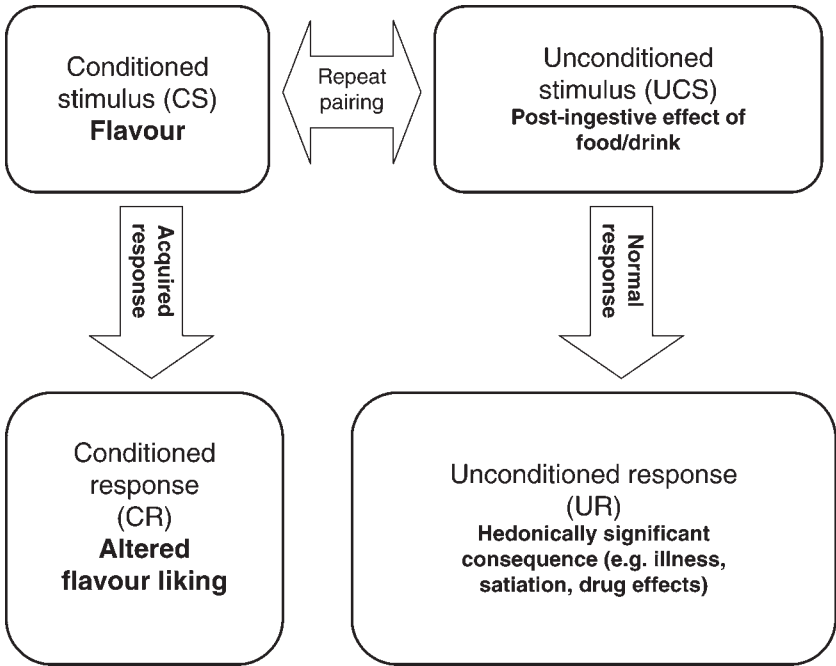 Conditioned
stimulus (CS)
Flavour
Repeat
pairing
Unconditioned
stimulus (UCS)
Post-ingestive effect of
food/drink
Acquired
response
Normal
response
Conditioned
response
(CR)
Altered
flavour liking
Unconditioned response
(UR)
Hedonically significant
consequence (e.g. illness,
satiation, drug effects)